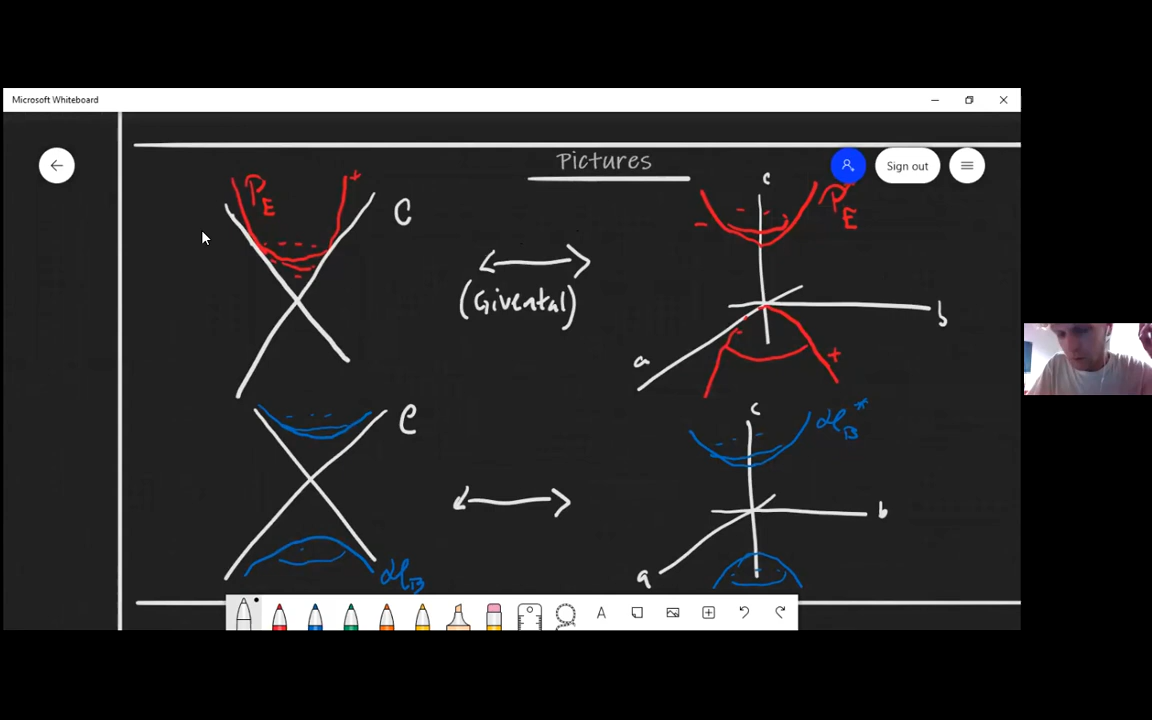 Microsoft Whiteboard
Pictures
Sign out
P_E +
C
c
- P_E
(Givental)
b
a
+
C
c
b
a
A